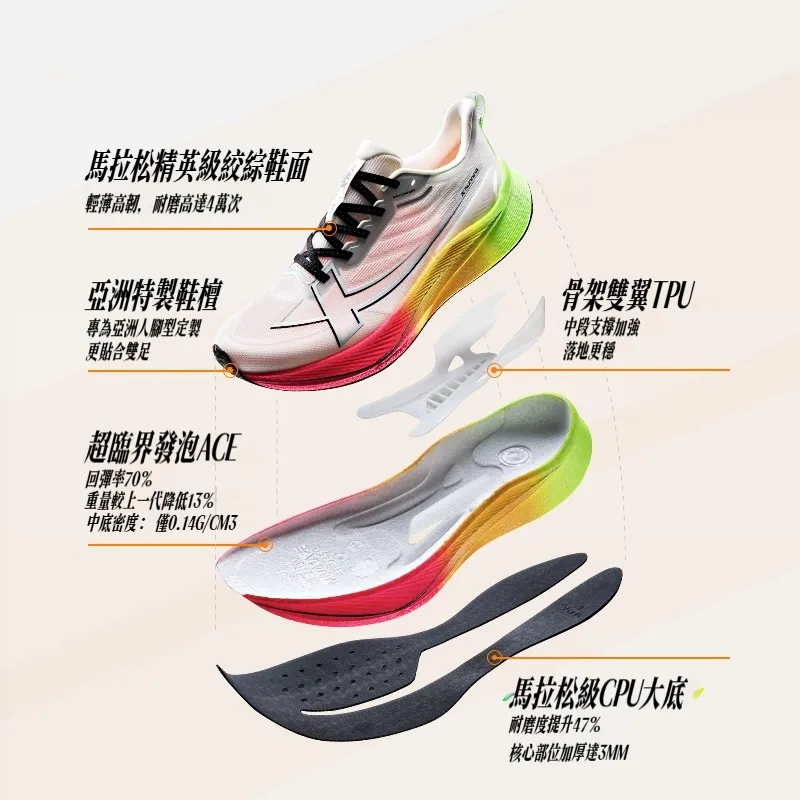 馬拉松精英級絞綜鞋面
輕薄高韌，耐磨高達4萬次
亞洲特製鞋檀
專為亞洲人腳型定製
更貼合雙足
骨架雙翼TPU
中段支撐加強
落地更穩
超臨界發泡ACE
回彈率70%
重量較上一代降低13%
中底密度：僅0.14G/CM3
馬拉松級CPU大底
耐磨度提升47%
核心部位加厚達3MM